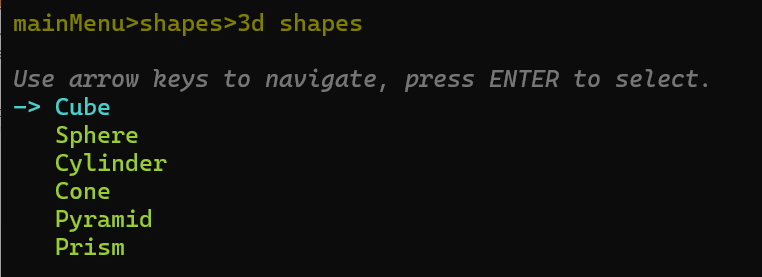 mainMenu>shapes>3d shapes
Use arrow keys to navigate, press ENTER to select.
-> Cube
Sphere
Cylinder
Cone
Pyramid
Prism